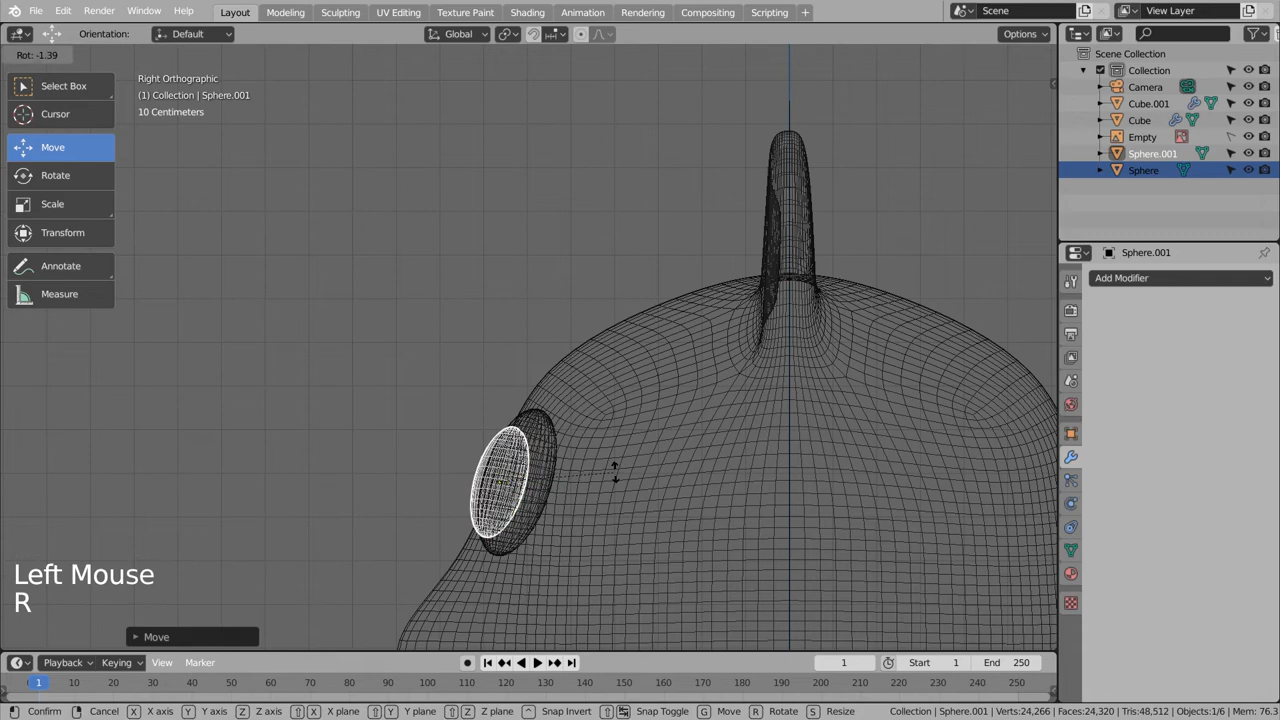 File Edit Render Window Help Layout Modeling Sculpting UV Editing Texture Paint Shading Animation Rendering Compositing Scripting + Scene View Layer
Orientation: Default Global Options
Rot: -1.39
Select Box
Cursor
Move
Rotate
Scale
Transform
Annotate
Measure
Right Orthographic
(1) Collection | Sphere.001
10 Centimeters
Scene Collection
Collection
Camera
Cube.001
Cube
Empty
Sphere.001
Sphere
Sphere.001
Add Modifier
Left Mouse
R
Move
Playback Keying View Marker 1 Start 1 End 250
1 10 20 30 40 50 60 70 80 90 100 110 120 130 140 150 160 170 180 190 200 210 220 230 240 250
Confirm Cancel X X axis Y Y axis Z Z axis X X plane Y Y plane Z Z plane ^ Snap Invert Snap Toggle G Move R Rotate S Resize Collection | Sphere.001 | Verts:24,266 | Faces:24,320 | Tris:48,512 | Objects:1/6 | Mem: 76.3